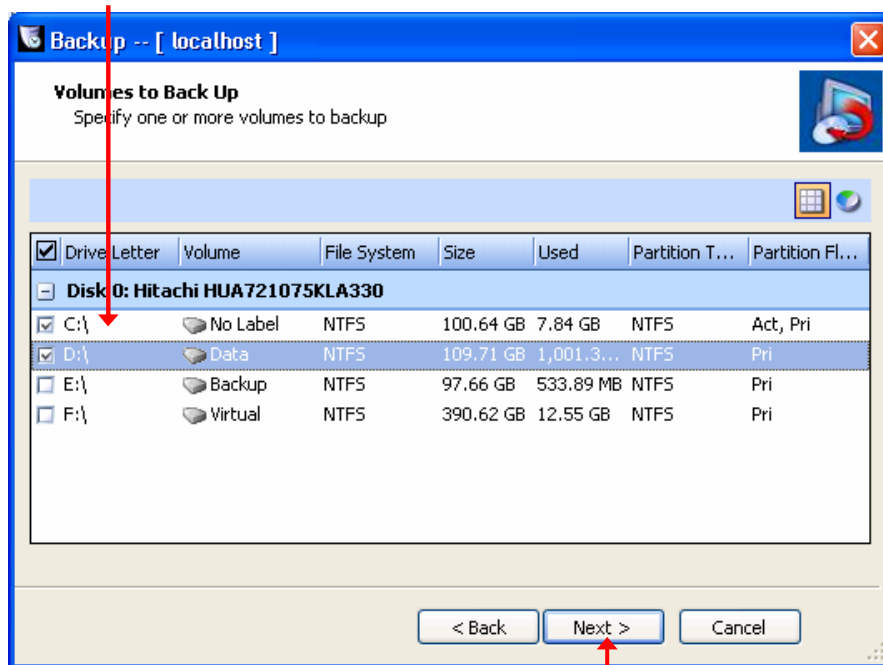 Backup -- [ localhost ]
Volumes to Back Up
Specify one or more volumes to backup
Drive Letter Volume File System Size Used Partition T... Partition Fl...
Disk 0: Hitachi HUA721075KLA330
C:\ No Label NTFS 100.64 GB 7.84 GB NTFS Act, Pri
D:\ Data NTFS 109.71 GB 1,001.3... NTFS Pri
E:\ Backup NTFS 97.66 GB 533.89 MB NTFS Pri
F:\ Virtual NTFS 390.62 GB 12.55 GB NTFS Pri
< Back Next > Cancel